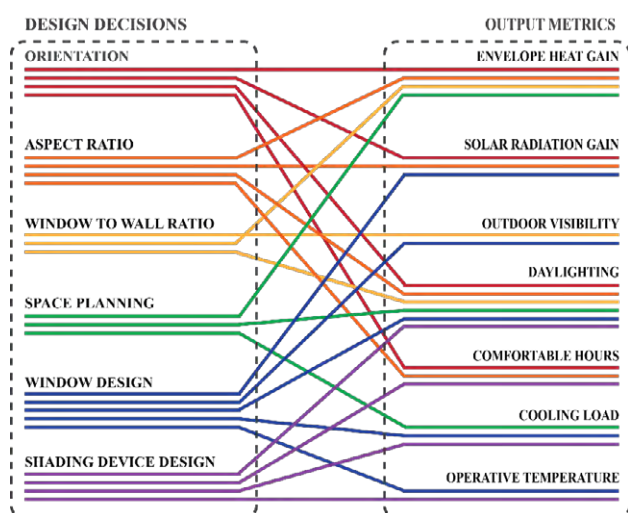 DESIGN DECISIONS
ORIENTATION
ASPECT RATIO
WINDOW TO WALL RATIO
SPACE PLANNING
WINDOW DESIGN
SHADING DEVICE DESIGN
OUTPUT METRICS
ENVELOPE HEAT GAIN
SOLAR RADIATION GAIN
OUTDOOR VISIBILITY
DAYLIGHTING
COMFORTABLE HOURS
COOLING LOAD
OPERATIVE TEMPERATURE